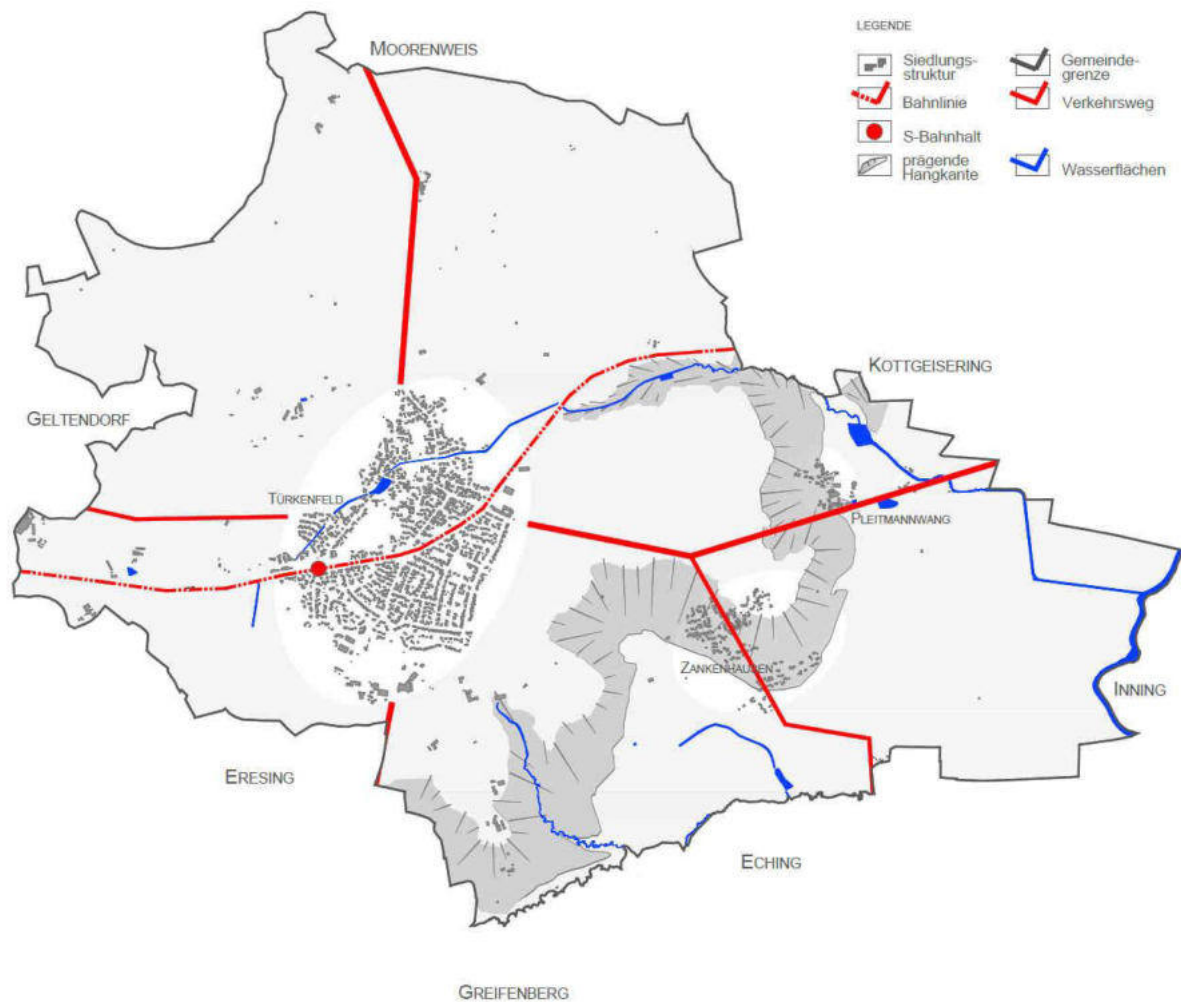 LEGENDE
MOORENWEIS
Siedlungs-
struktur
Gemeinde-
grenze
Bahnlinie
Verkehrsweg
S-Bahnhalt
prägende
Hangkante
Wasserflächen
KOTTGEISERING
GELTENDORF
TÜRKENFELD
PLEITMANNWANG
ZANKENHAUSEN
INNING
ERESING
ECHING
GREIFENBERG